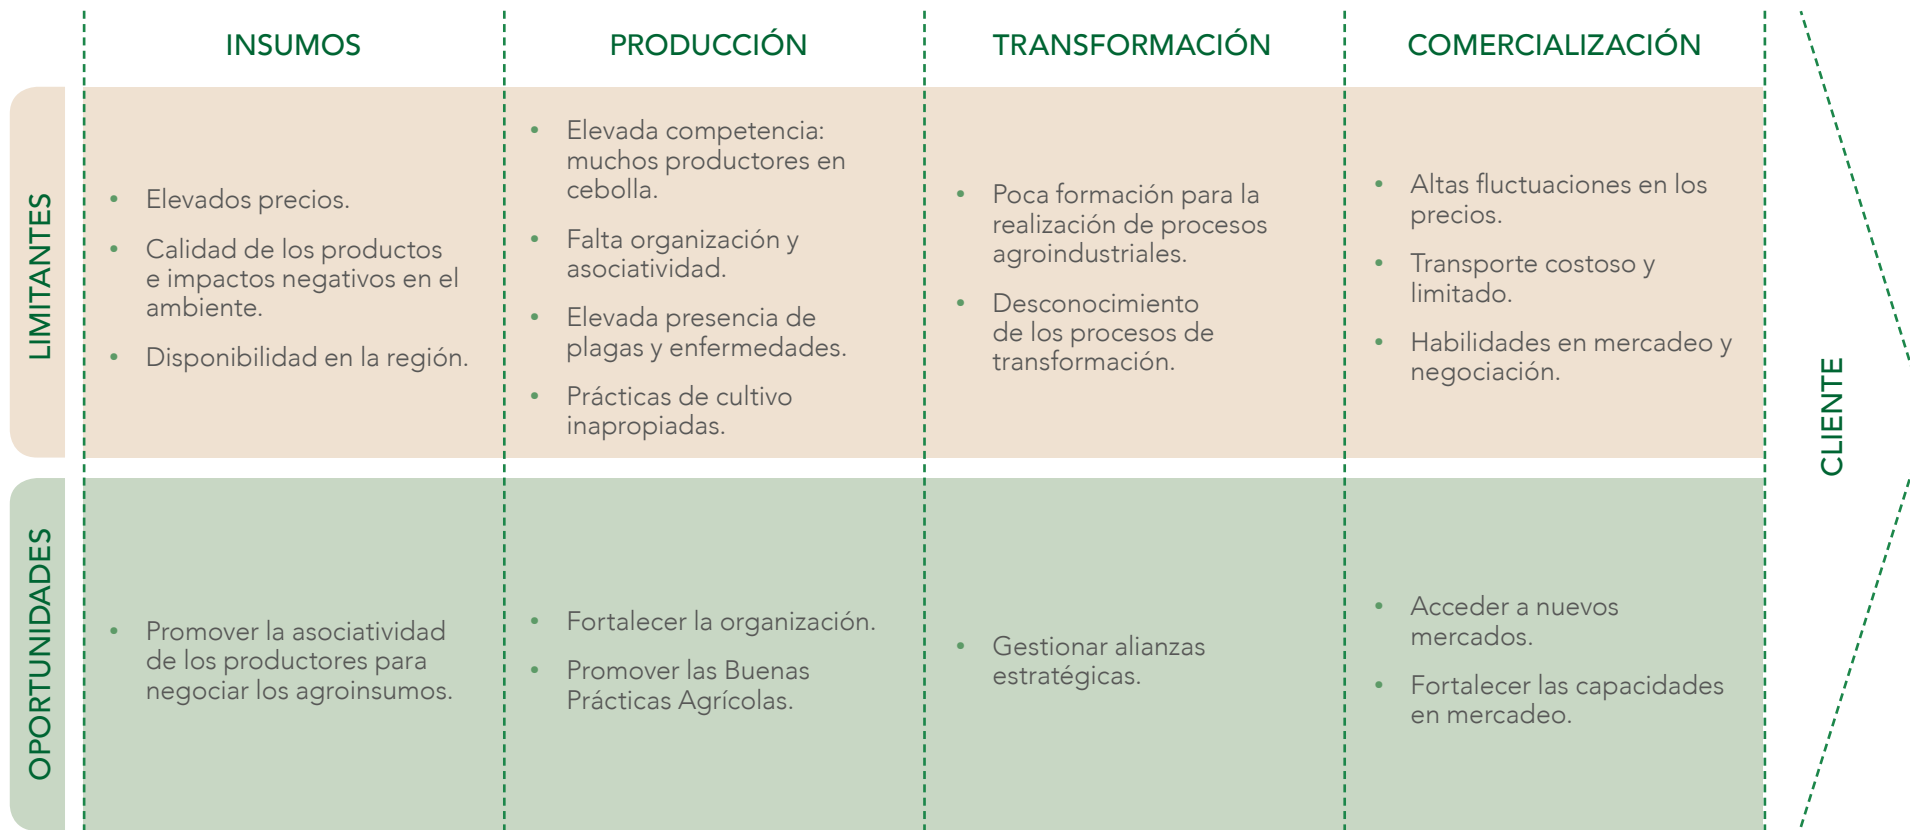 INSUMOS
PRODUCCIÓN
TRANSFORMACIÓN
COMERCIALIZACIÓN
LIMITANTES
• Elevados precios.
• Calidad de los productos
e impactos negativos en el
ambiente.
• Disponibilidad en la región.
• Elevada competencia:
muchos productores en
cebolla.
• Falta organización y
asociatividad.
• Elevada presencia de
plagas y enfermedades.
• Prácticas de cultivo
inapropiadas.
• Poca formación para la
realización de procesos
agroindustriales.
• Desconocimiento
de los procesos de
transformación.
• Altas fluctuaciones en los
precios.
• Transporte costoso y
limitado.
• Habilidades en mercadeo y
negociación.
OPORTUNIDADES
• Promover la asociatividad
de los productores para
negociar los agroinsumos.
• Fortalecer la organización.
• Promover las Buenas
Prácticas Agrícolas.
• Gestionar alianzas
estratégicas.
• Acceder a nuevos
mercados.
• Fortalecer las capacidades
en mercadeo.
CLIENTE